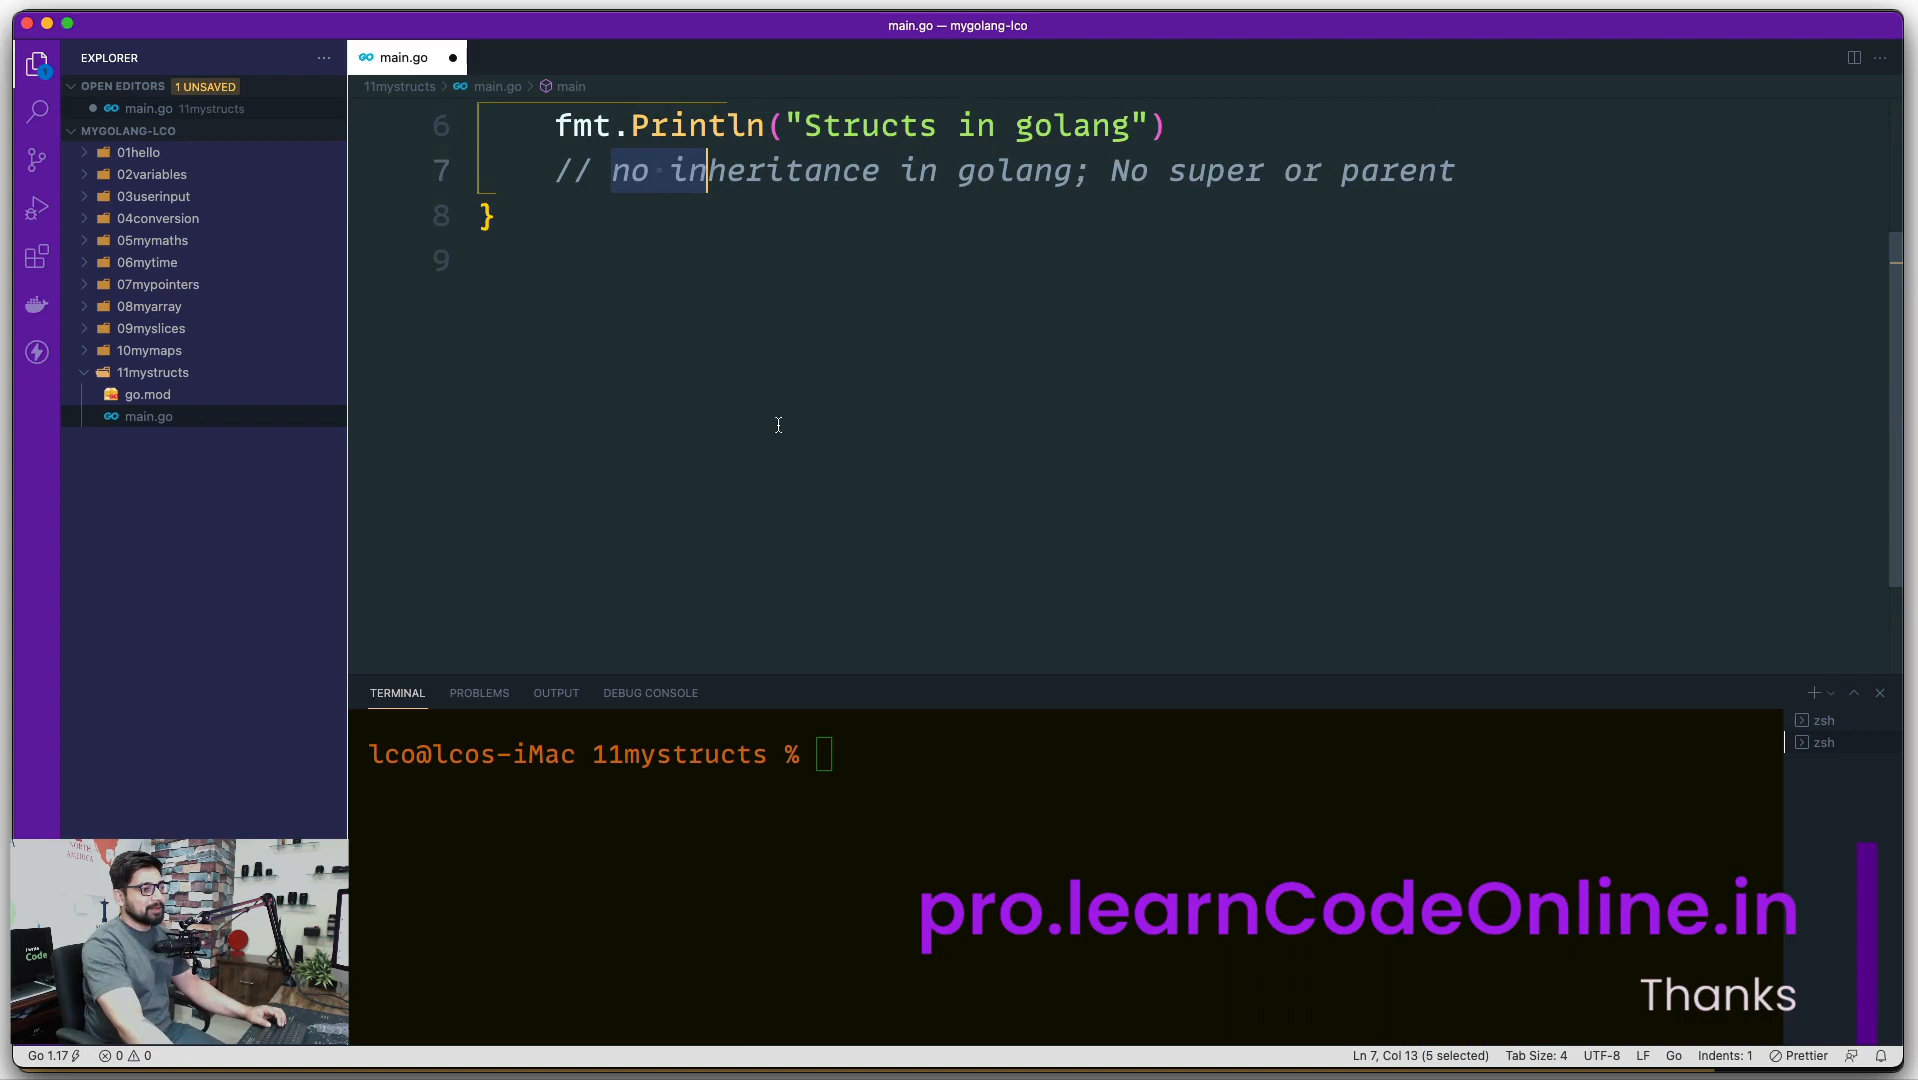 main.go — mygolang-lco
EXPLORER
main.go
OPEN EDITORS 1 UNSAVED
1
11mystructs > main.go > main
main.go 11mystructs
MYGOLANG-LCO
01hello
02variables
03userinput
04conversion
05mymaths
06mytime
07mypointers
08myarray
09myslices
10mymaps
11mystructs
go.mod
main.go
6 fmt.Println("Structs in golang")
7 // no inheritance in golang; No super or parent
8 }
9
TERMINAL PROBLEMS OUTPUT DEBUG CONSOLE
zsh
zsh
lco@lcos-iMac 11mystructs %
NORTH
AMERICA
Code
pro.learnCodeOnline.in
Thanks
Go 1.17 0 0 Ln 7, Col 13 (5 selected) Tab Size: 4 UTF-8 LF Go Indents: 1 Prettier